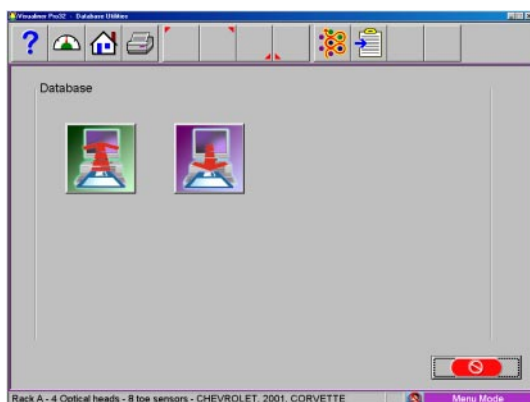 Visualiner Pro32 - Database Utilities
?
Database
Rack A - 4 Optical heads - 8 toe sensors - CHEVROLET, 2001, CORVETTE
Menu Mode